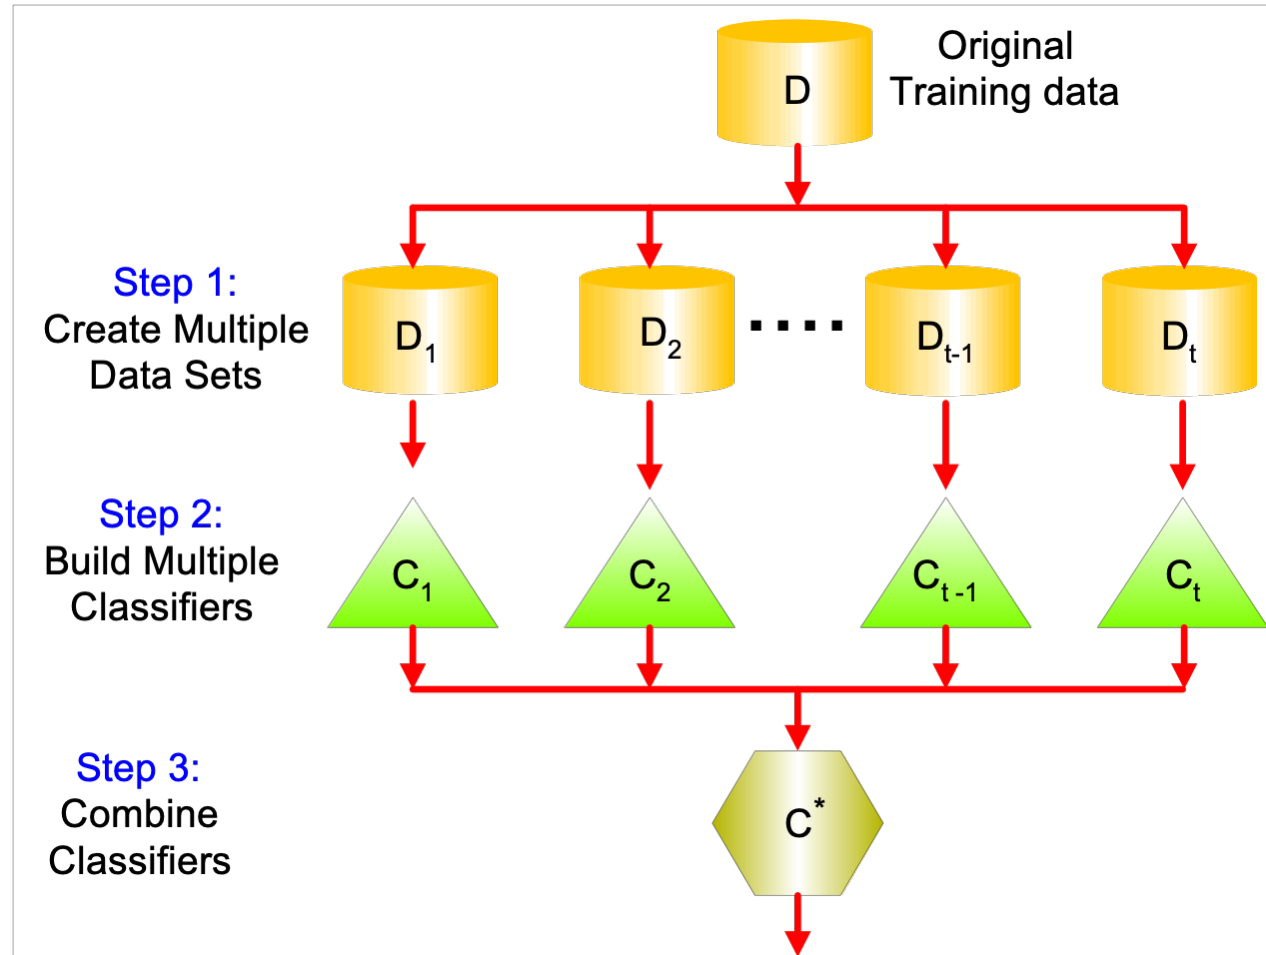 D
Original
Training data
Step 1:
Create Multiple
Data Sets
D₁
D₂
....
Dₜ₋₁
Dₜ
Step 2:
Build Multiple
Classifiers
C₁
C₂
Cₜ ₋₁
Cₜ
Step 3:
Combine
Classifiers
C*